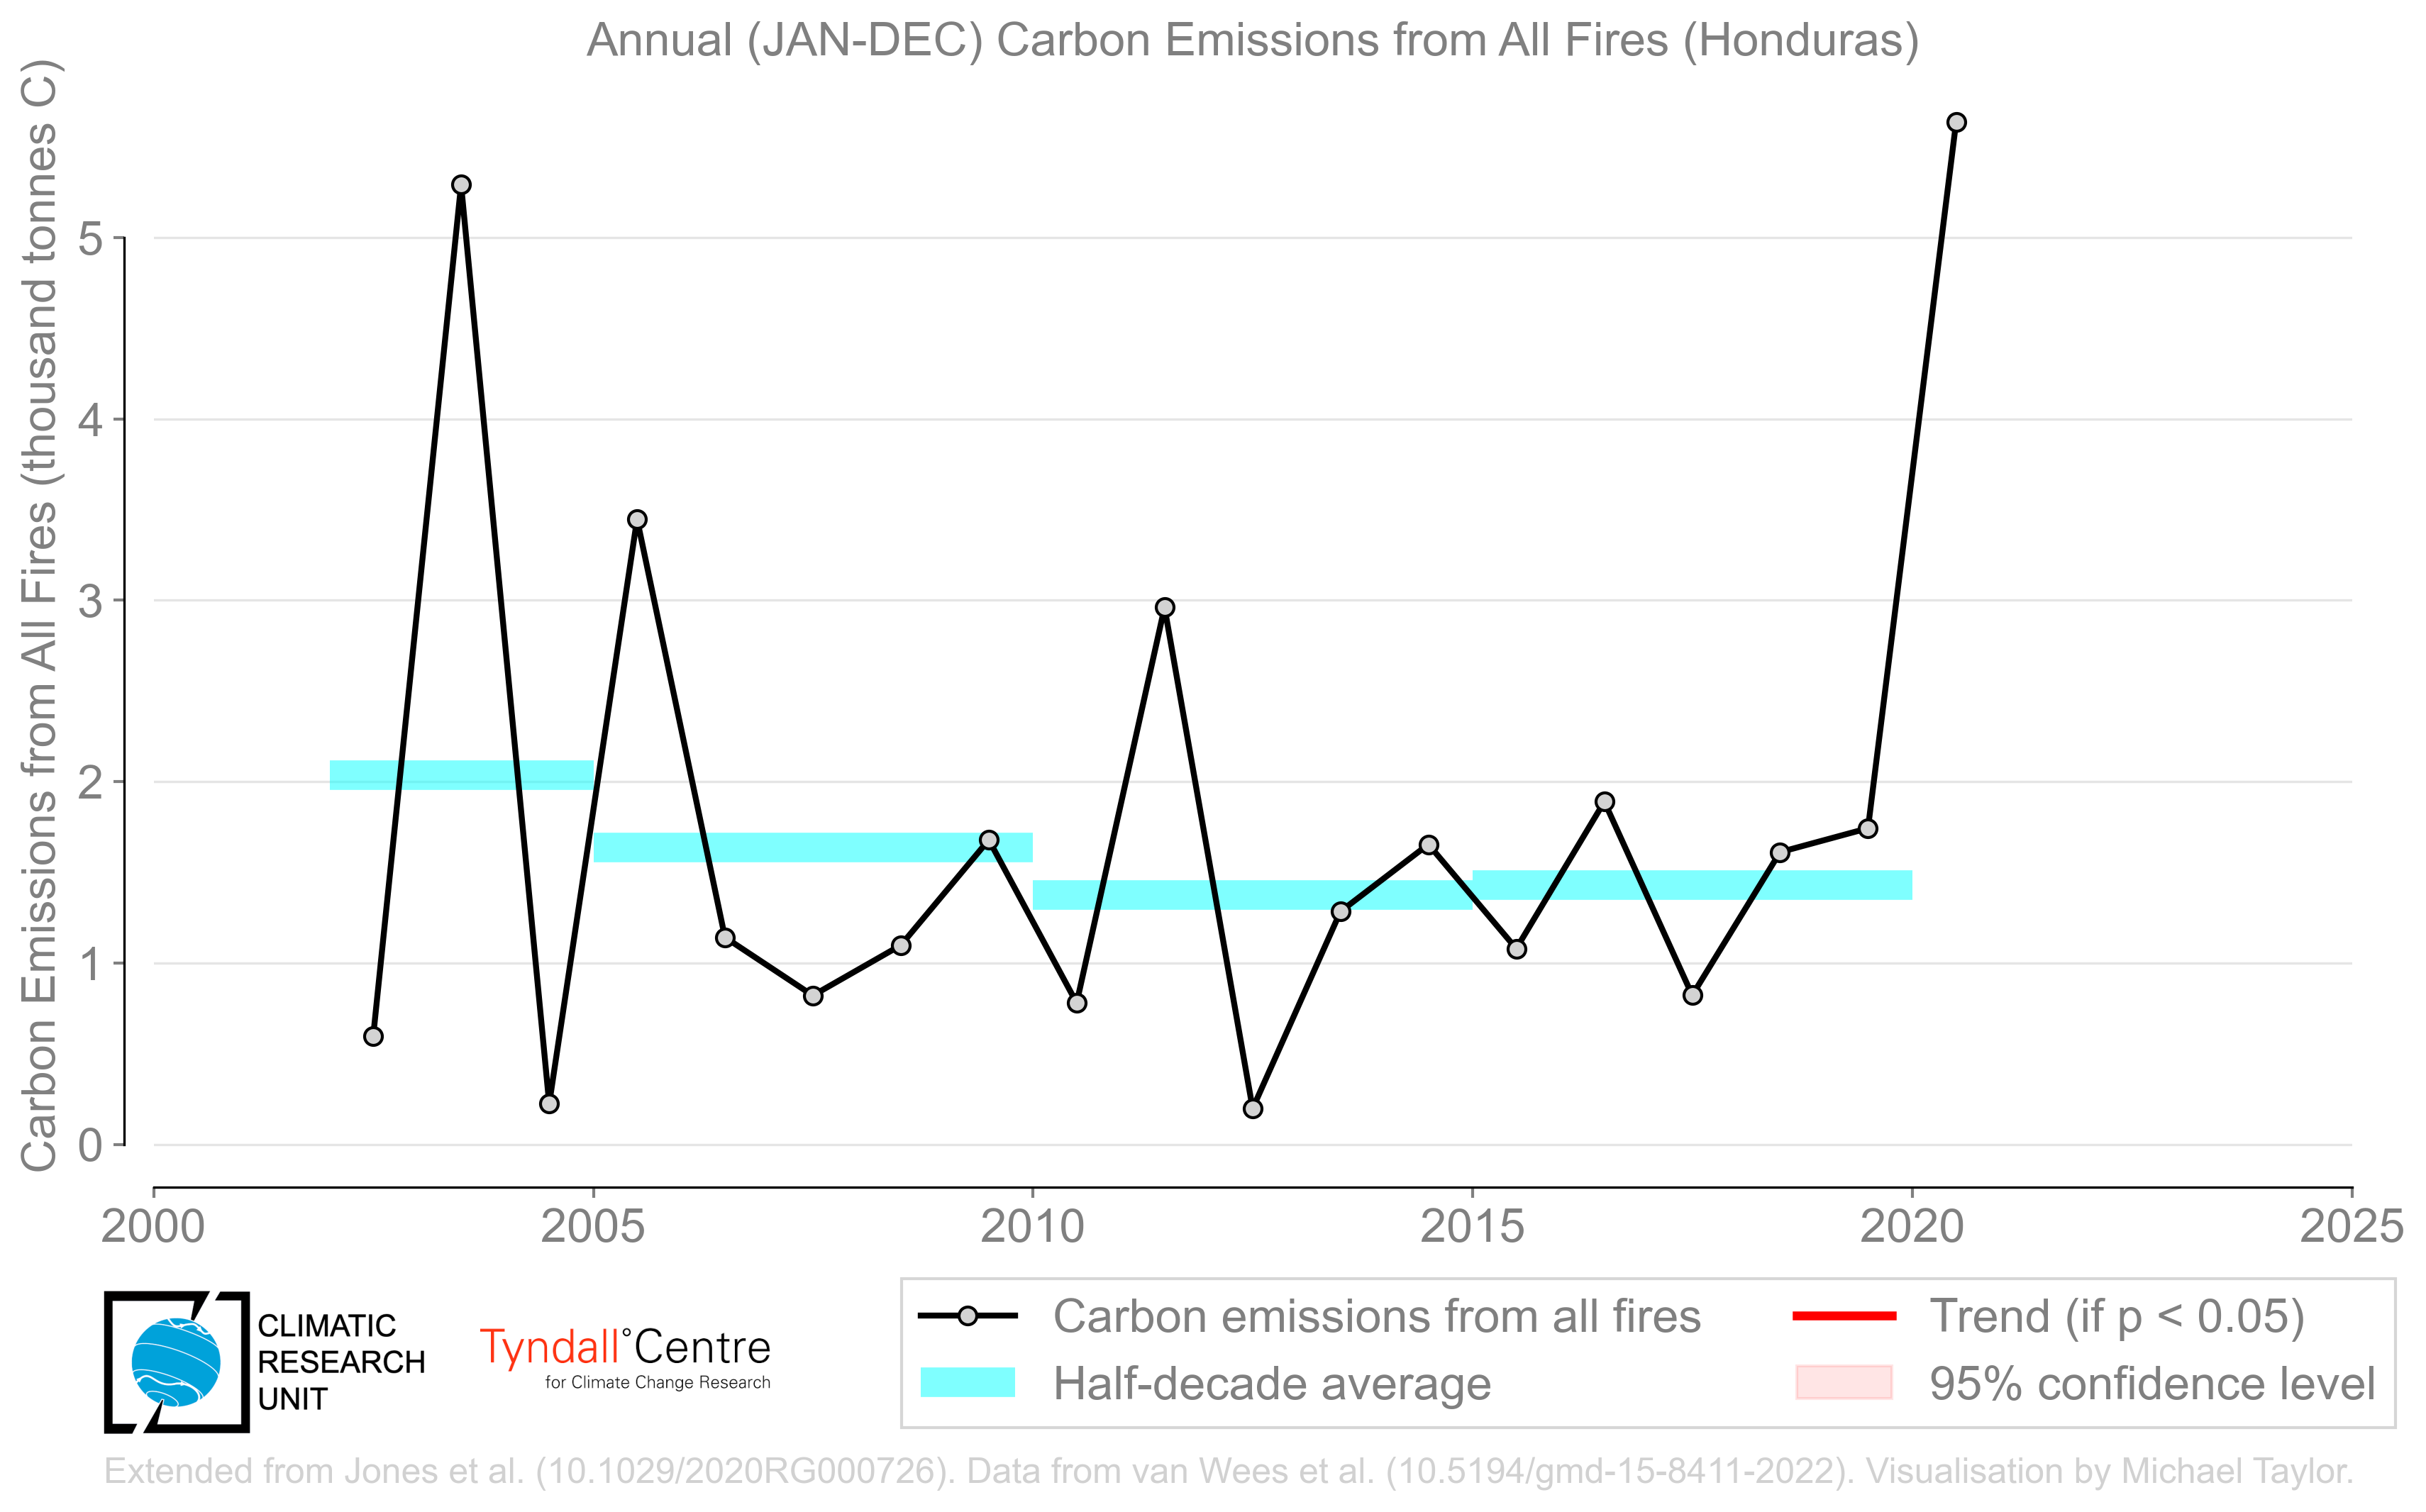 Annual (JAN-DEC) Carbon Emissions from All Fires (Honduras)
Carbon Emissions from All Fires (thousand tonnes C)
5
4
3
2
1
0
2000 2005 2010 2015 2020 2025
Carbon emissions from all fires
Trend (if p < 0.05)
Half-decade average
95% confidence level
CLIMATIC
RESEARCH
UNIT
Tyndall°Centre
for Climate Change Research
Extended from Jones et al. (10.1029/2020RG000726). Data from van Wees et al. (10.5194/gmd-15-8411-2022). Visualisation by Michael Taylor.